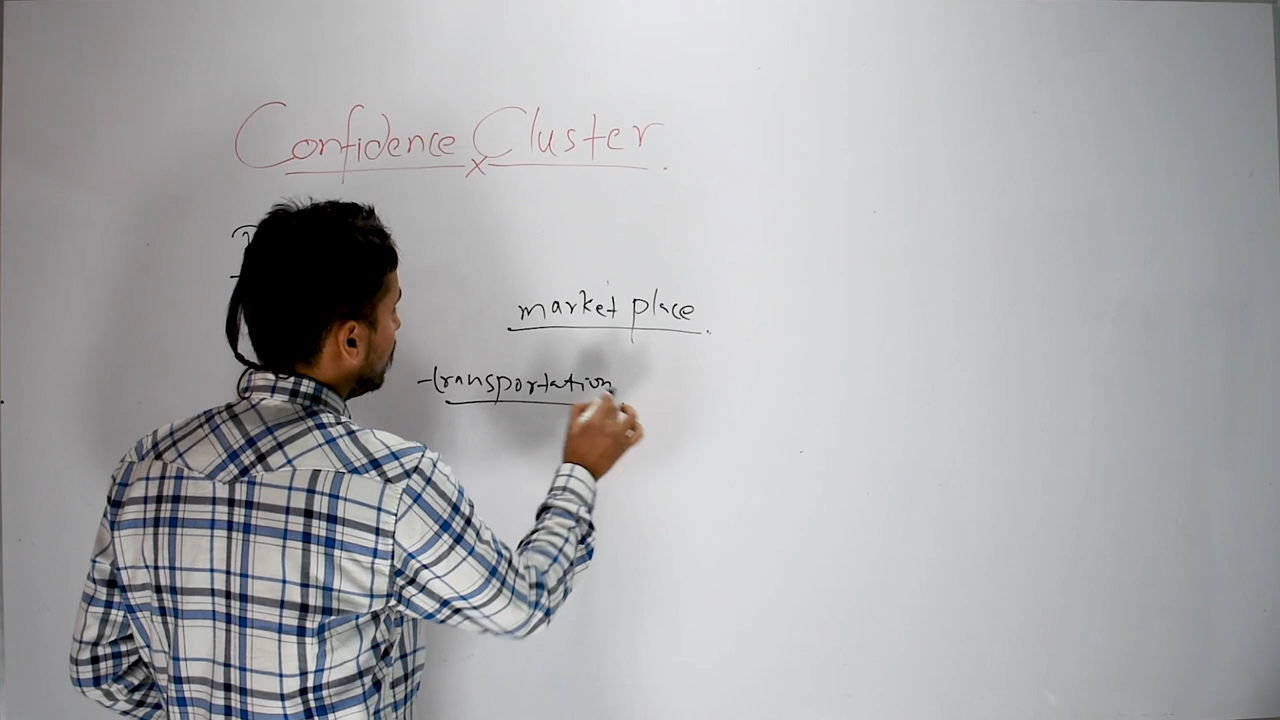 Confidence Cluster.
market place.
transportation